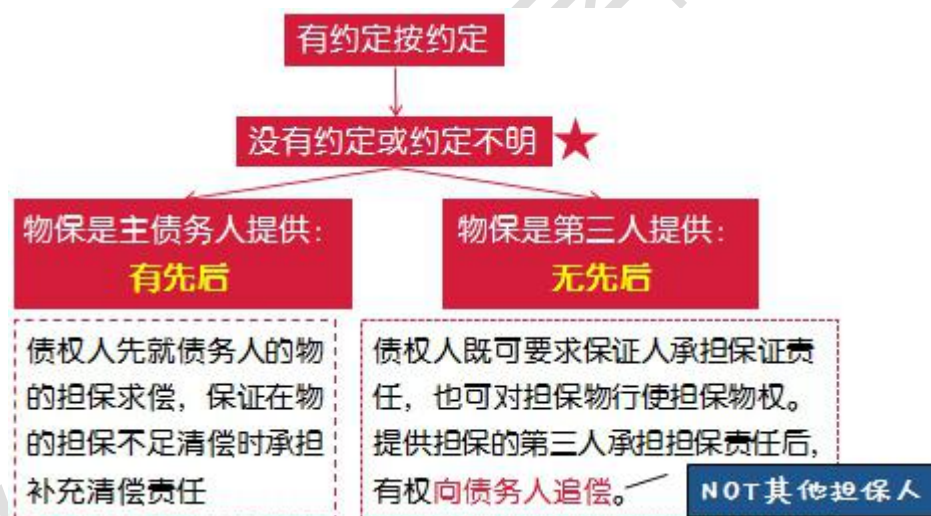 有约定按约定
没有约定或约定不明
物保是主债务人提供：
有先后
物保是第三人提供：
无先后
债权人先就债务人的物
的担保求偿，保证在物
的担保不足清偿时承担
补充清偿责任
债权人既可要求保证人承担保证责
任，也可对担保物行使担保物权。
提供担保的第三人承担担保责任后，
有权向债务人追偿。
NOT其他担保人